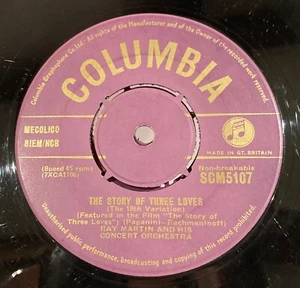 All rights of the Manufacturer and of the Owner of the Recorded Work reserved
Columbia Graphophone Co., Ltd.
COLUMBIA
MECOLICO
BIEM/NCB
MADE IN GT. BRITAIN
(Speed 45 rpm)
Non-breakable
SCM5107
THE STORY OF THREE LOVES
(The 18th Variation)
(Featured in the Film "The Story of
Three Loves") (Paganini-Rachmaninoff)
RAY MARTIN AND HIS
CONCERT ORCHESTRA
Unauthorised public performance, broadcasting and copying of this record prohibited